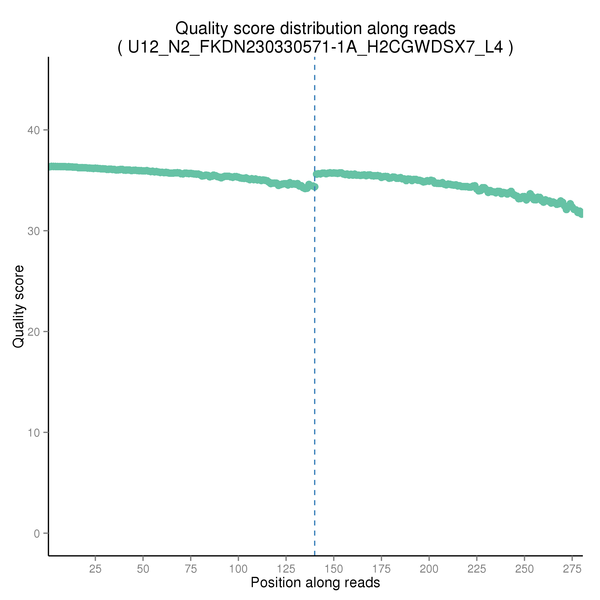 Quality score distribution along reads
( U12_N2_FKDN230330571-1A_H2CGWDSX7_L4 )
Quality score
40
30
20
10
0
25 50 75 100 125 150 175 200 225 250 275
Position along reads